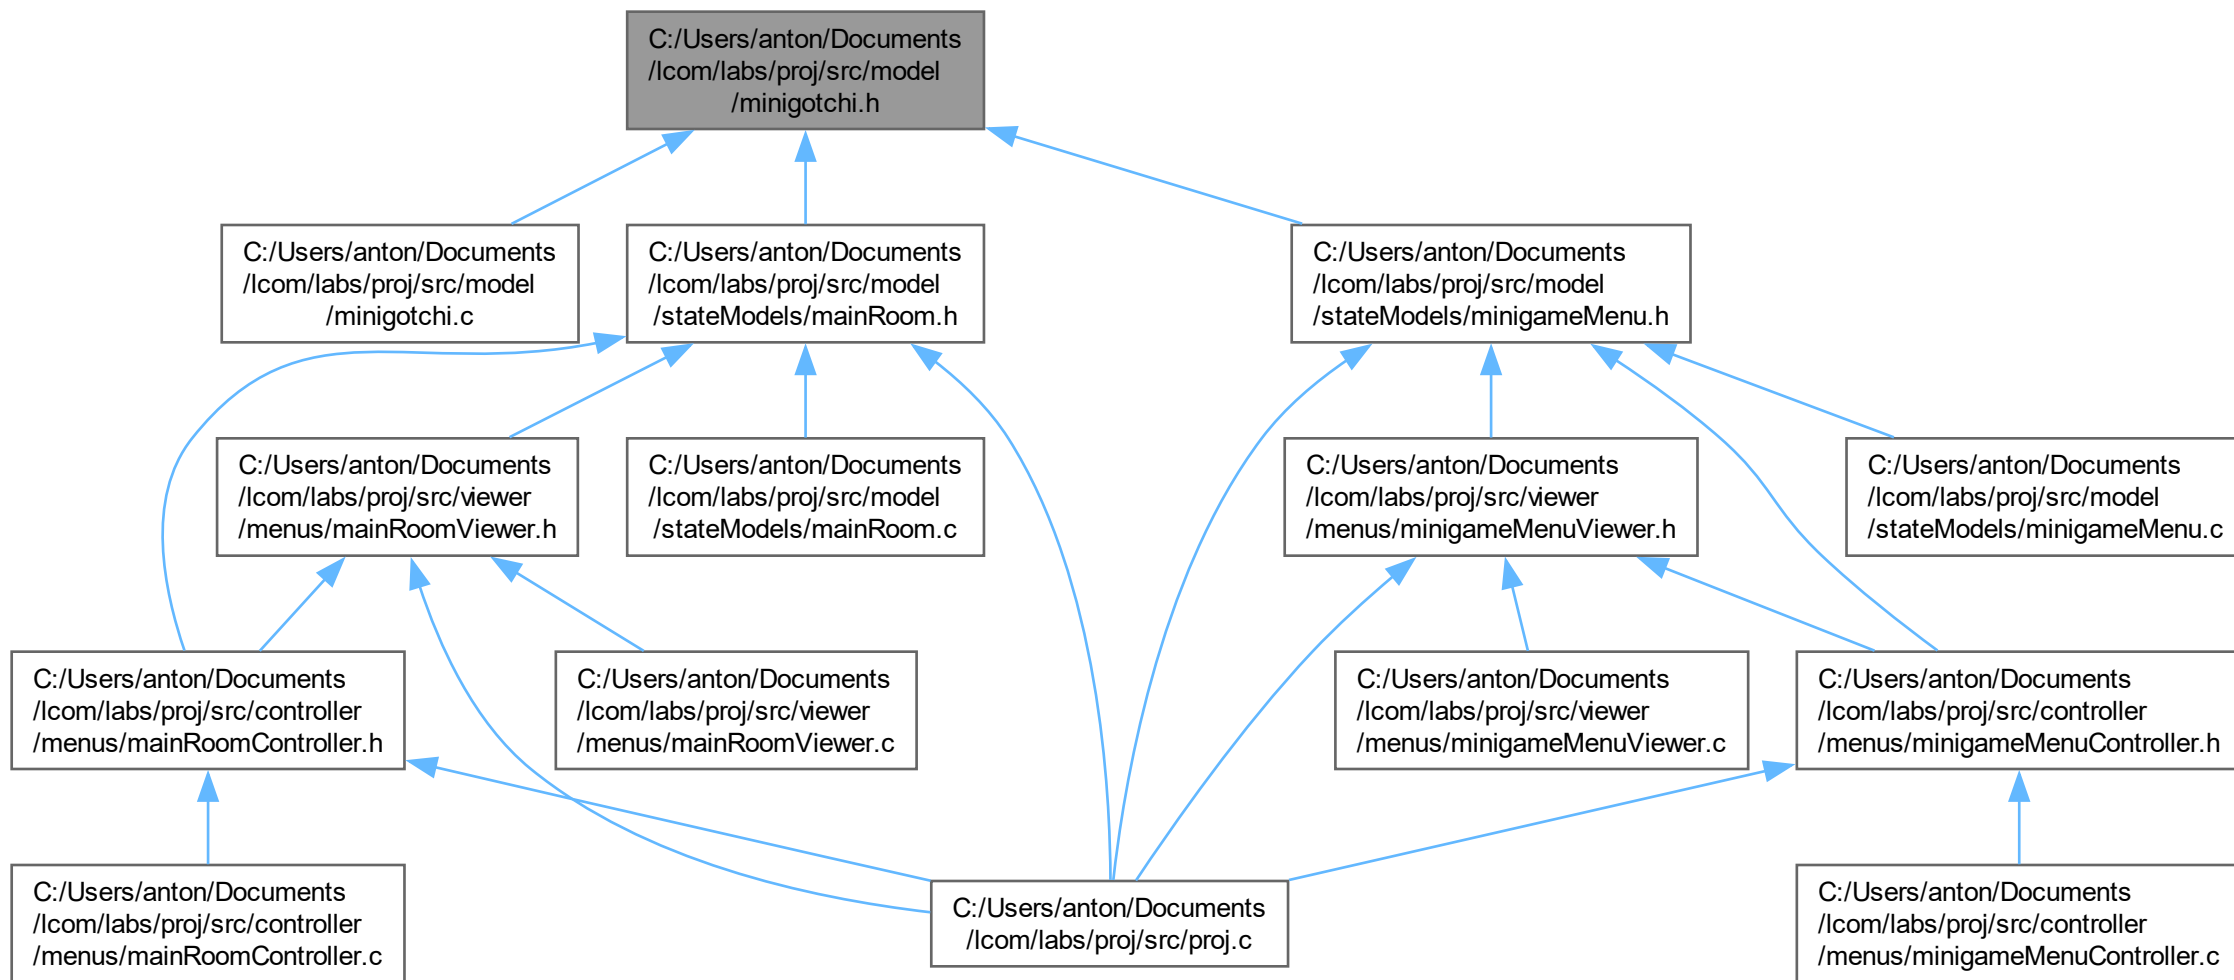 C:/Users/anton/Documents
/lcom/labs/proj/src/model
/minigotchi.h
C:/Users/anton/Documents
/lcom/labs/proj/src/model
/minigotchi.c
C:/Users/anton/Documents
/lcom/labs/proj/src/model
/stateModels/mainRoom.h
C:/Users/anton/Documents
/lcom/labs/proj/src/model
/stateModels/minigameMenu.h
C:/Users/anton/Documents
/lcom/labs/proj/src/viewer
/menus/mainRoomViewer.h
C:/Users/anton/Documents
/lcom/labs/proj/src/model
/stateModels/mainRoom.c
C:/Users/anton/Documents
/lcom/labs/proj/src/viewer
/menus/minigameMenuViewer.h
C:/Users/anton/Documents
/lcom/labs/proj/src/model
/stateModels/minigameMenu.c
C:/Users/anton/Documents
/lcom/labs/proj/src/controller
/menus/mainRoomController.h
C:/Users/anton/Documents
/lcom/labs/proj/src/viewer
/menus/mainRoomViewer.c
C:/Users/anton/Documents
/lcom/labs/proj/src/viewer
/menus/minigameMenuViewer.c
C:/Users/anton/Documents
/lcom/labs/proj/src/controller
/menus/minigameMenuController.h
C:/Users/anton/Documents
/lcom/labs/proj/src/controller
/menus/mainRoomController.c
C:/Users/anton/Documents
/lcom/labs/proj/src/proj.c
C:/Users/anton/Documents
/lcom/labs/proj/src/controller
/menus/minigameMenuController.c